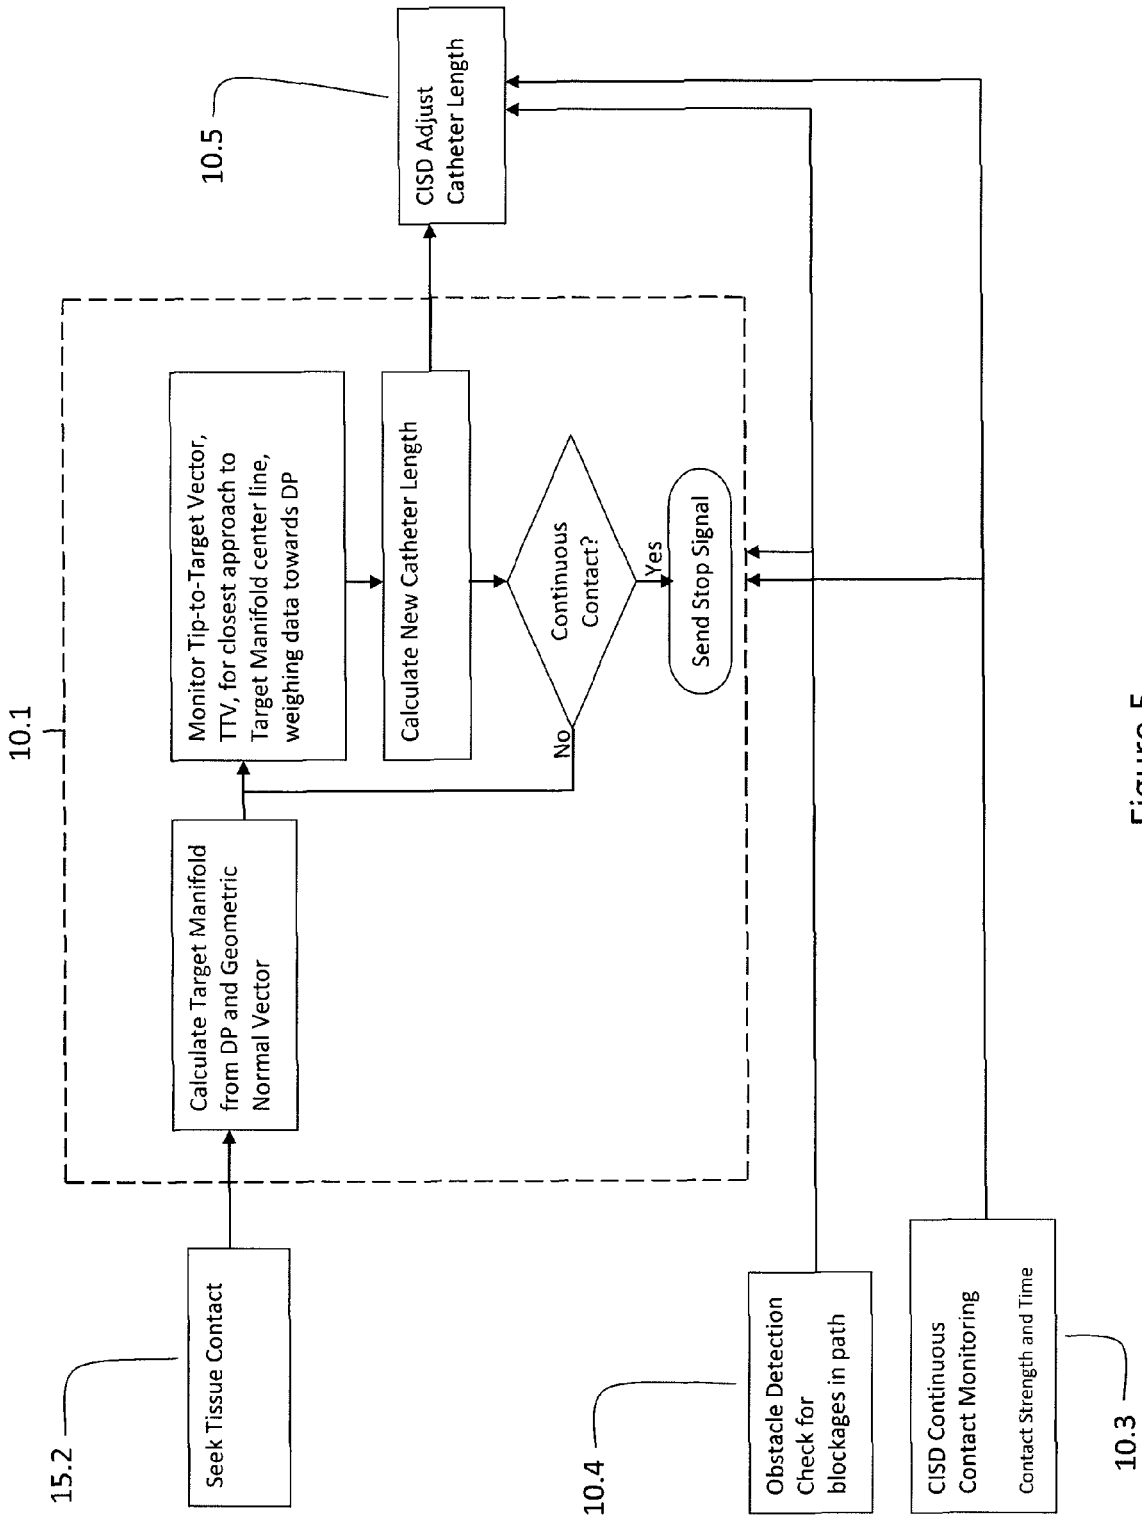 15.2
Seek Tissue Contact
10.1
Calculate Target Manifold
from DP and Geometric
Normal Vector
Monitor Tip-to-Target Vector,
TTV, for closest approach to
Target Manifold center line,
weighing data towards DP
Calculate New Catheter Length
Continuous
Contact?
No
Yes
Send Stop Signal
10.5
CISD Adjust
Catheter Length
10.4
Obstacle Detection
Check for
blockages in path
CISD Continuous
Contact Monitoring
Contact Strength and Time
10.3
Figure 5